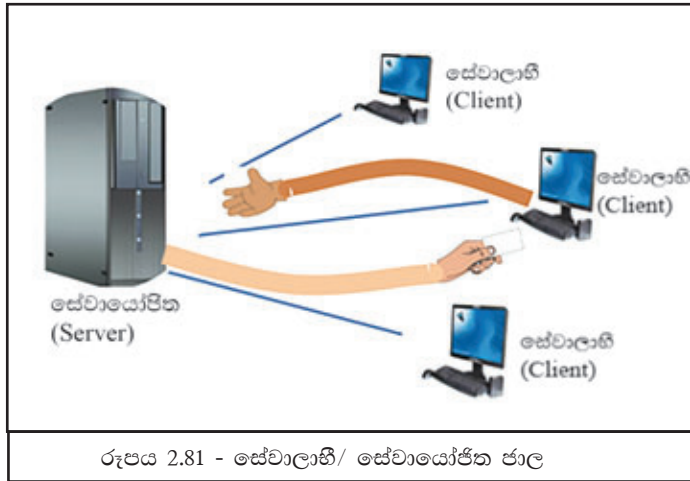 සේවාලාභී
(Client)
සේවාලාභී
(Client)
සේවායෝජිත
(Server)
සේවාලාභී
(Client)
රූපය 2.81 - සේවාලාභී/ සේවායෝජිත ජාල